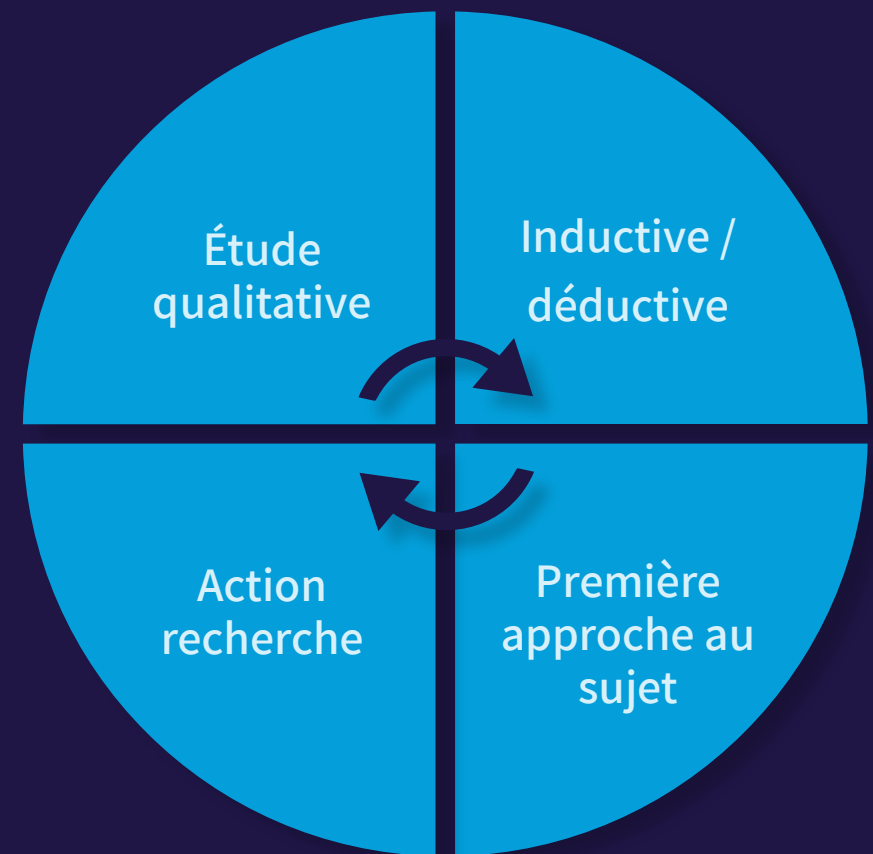 Étude
qualitative
Inductive /
déductive
Action
recherche
Première
approche au
sujet